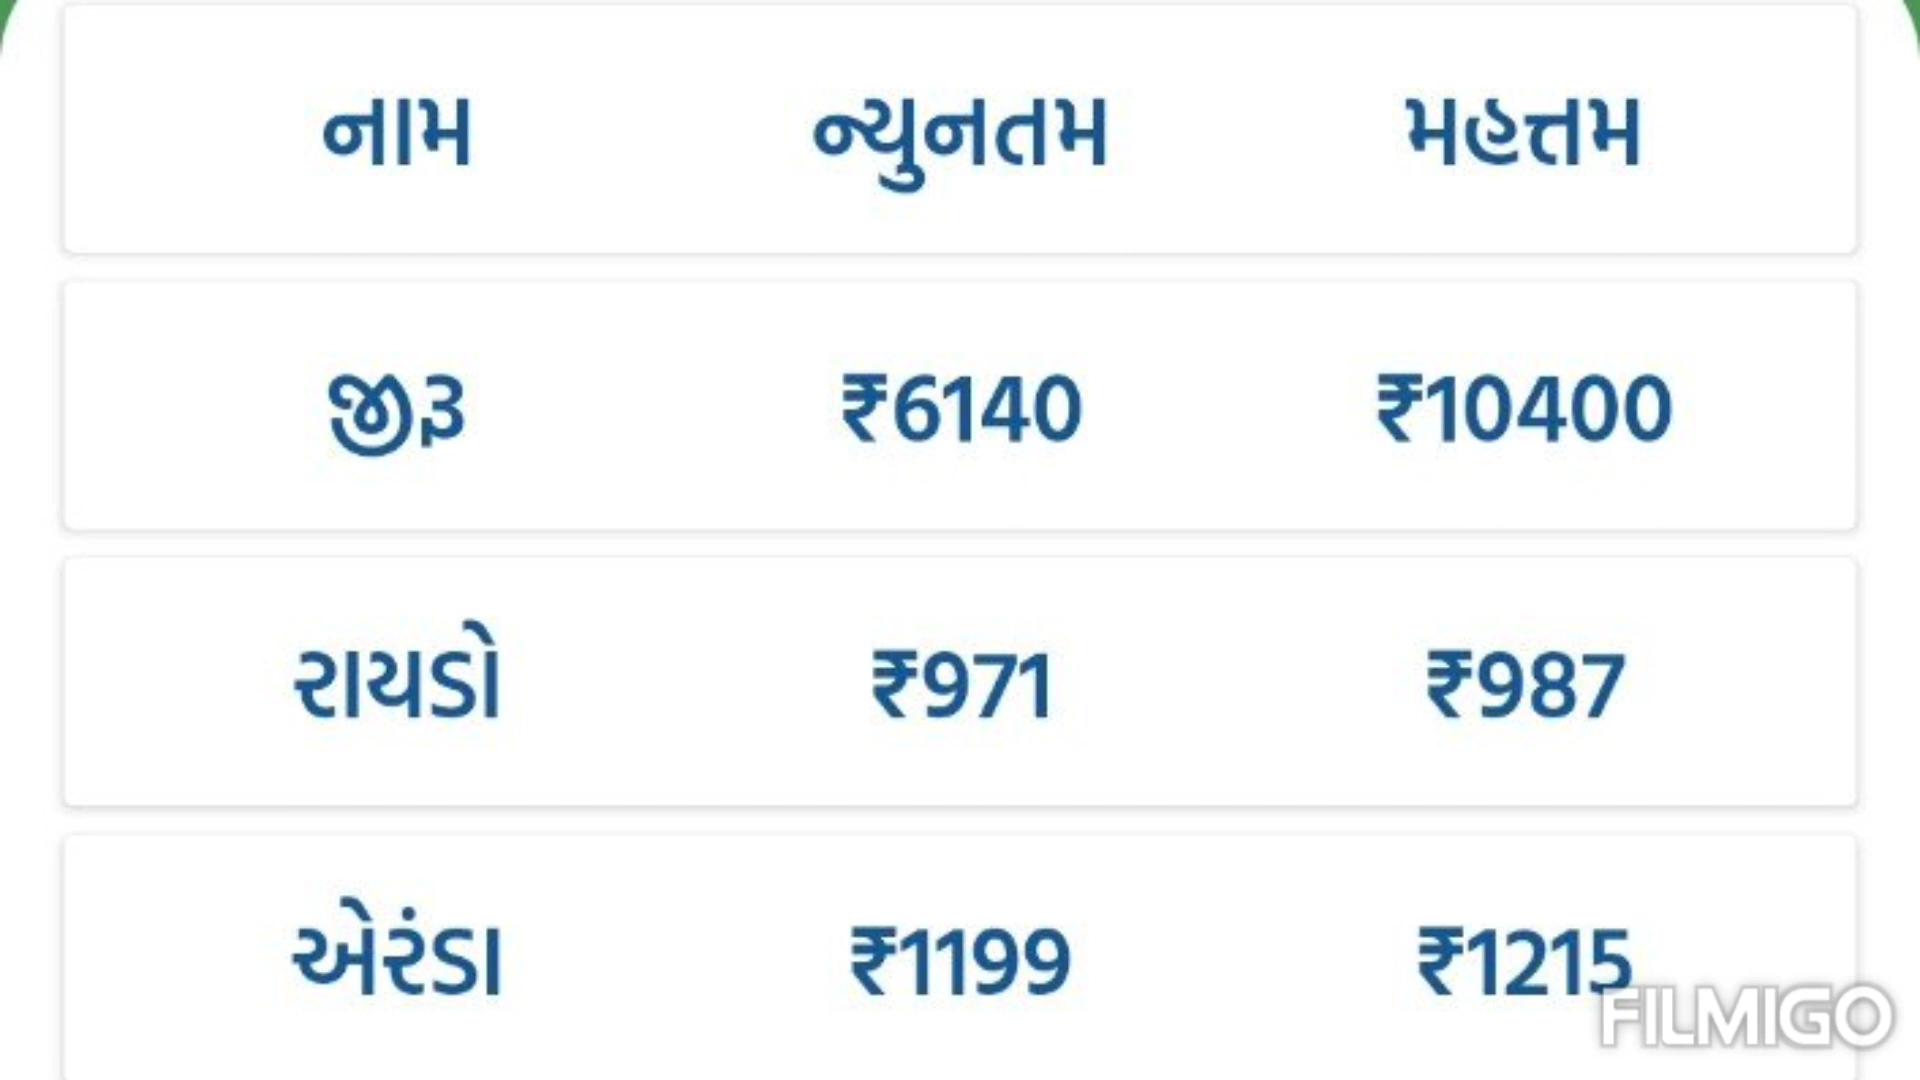 નામ ન્યુનતમ મહત્તમ
જીરૂ ₹6140 ₹10400
રાયડો ₹971 ₹987
એરંડા ₹1199 ₹1215
FILMIGO